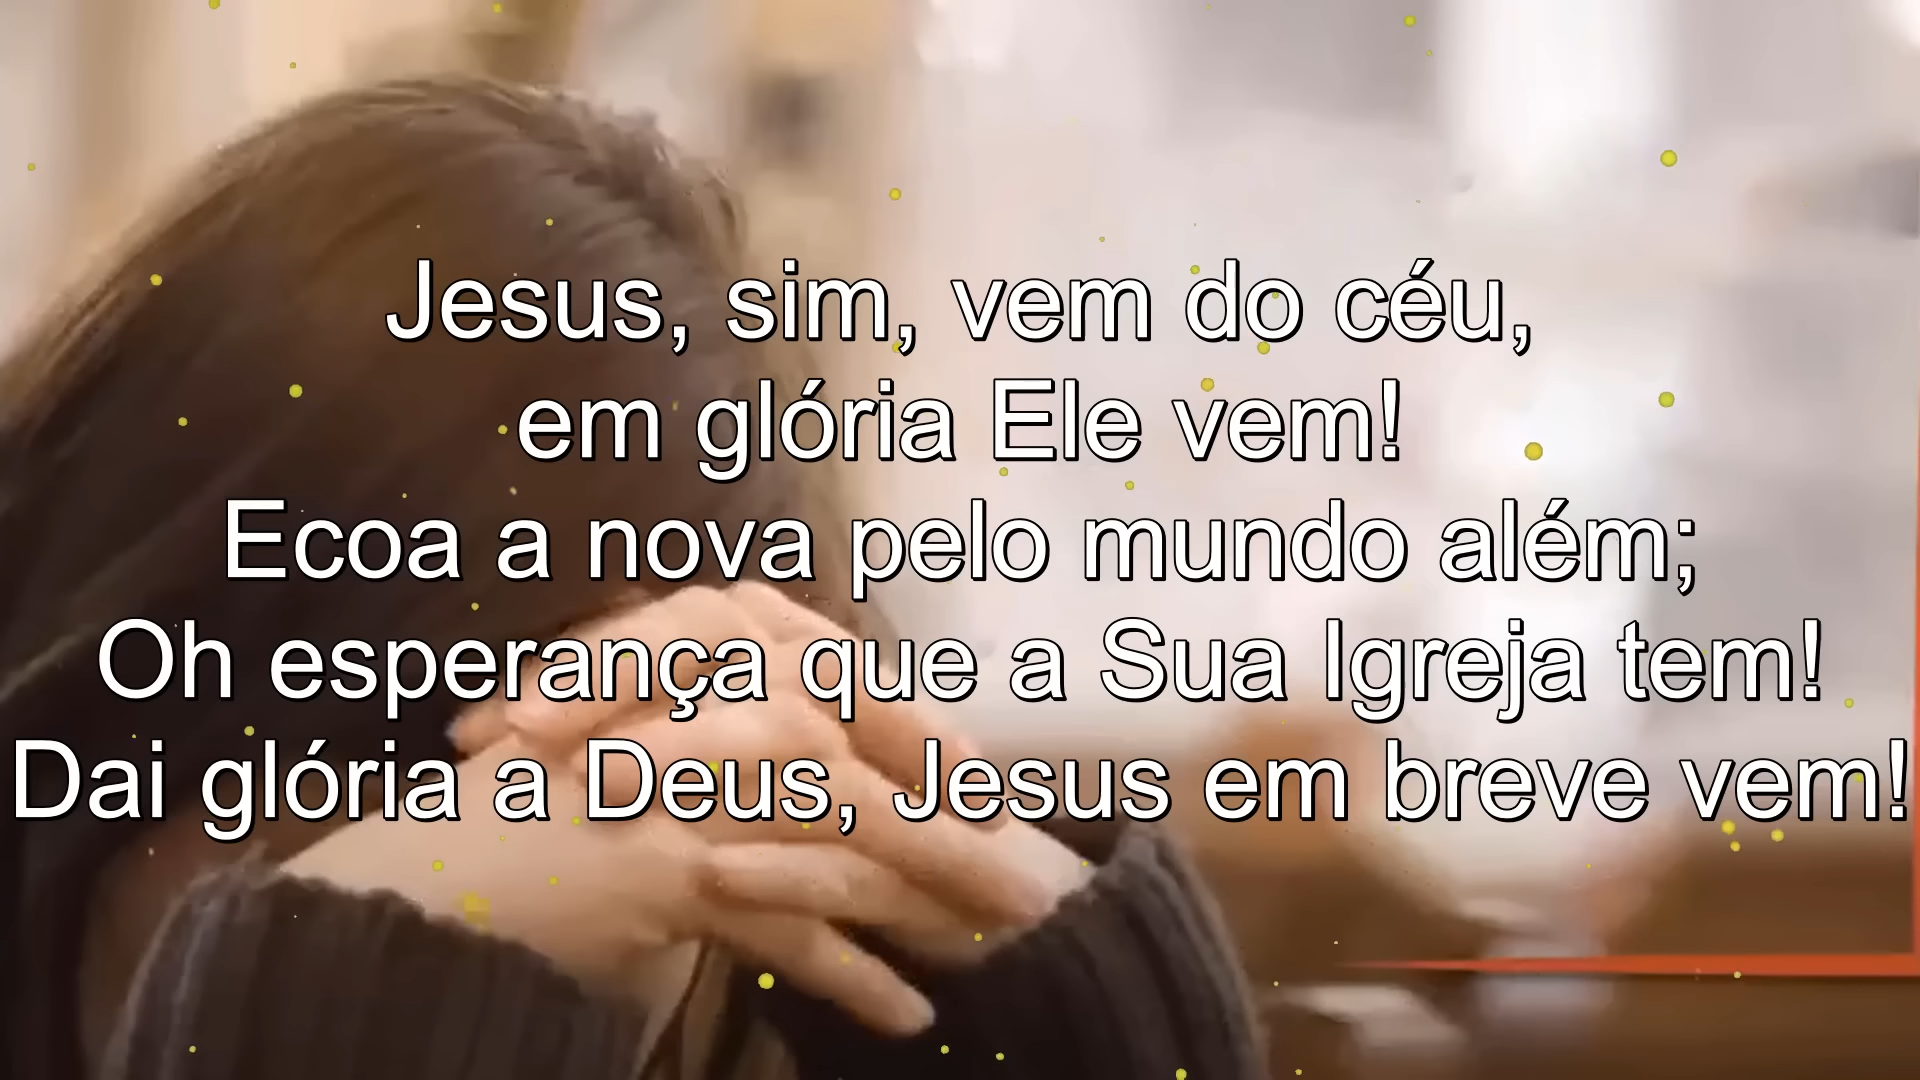 Jesus, sim, vem do céu,
em glória Ele vem!
Ecoa a nova pelo mundo além;
Oh esperança que a Sua Igreja tem!
Dai glória a Deus, Jesus em breve vem!